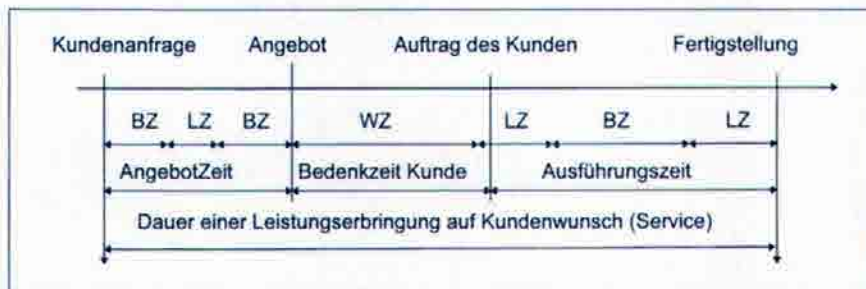 Kundenanfrage Angebot Auftrag des Kunden Fertigstellung
BZ LZ BZ WZ LZ BZ LZ
AngebotZeit Bedenkzeit Kunde Ausführungszeit
Dauer einer Leistungserbringung auf Kundenwunsch (Service)